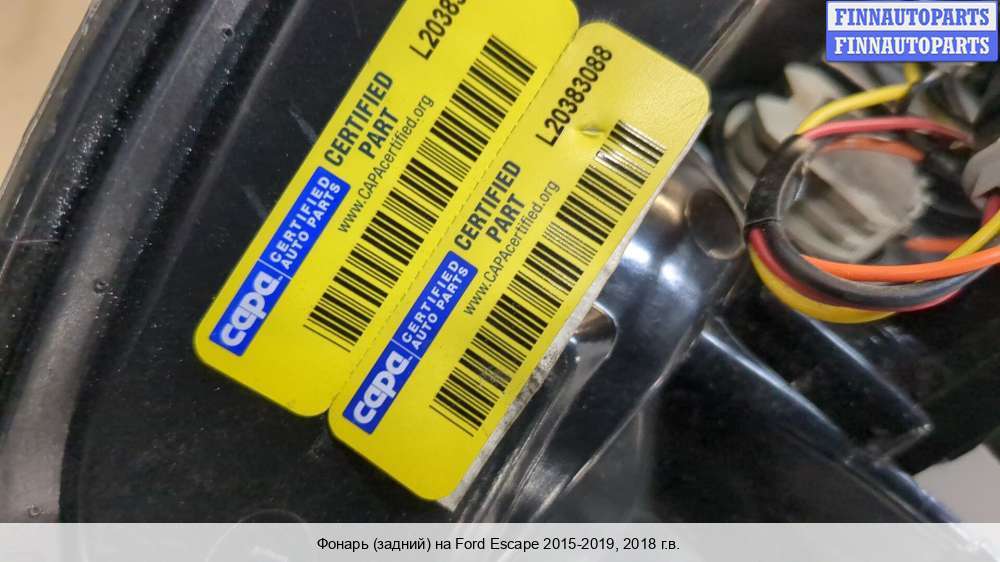 FINNAUTOPARTS
FINNAUTOPARTS
capa
CERTIFIED
AUTO PARTS
CERTIFIED
PART
www.CAPAcertified.org
capa
CERTIFIED
AUTO PARTS
CERTIFIED
PART
www.CAPAcertified.org
L20383088
Фонарь (задний) на Ford Escape 2015-2019, 2018 г.в.